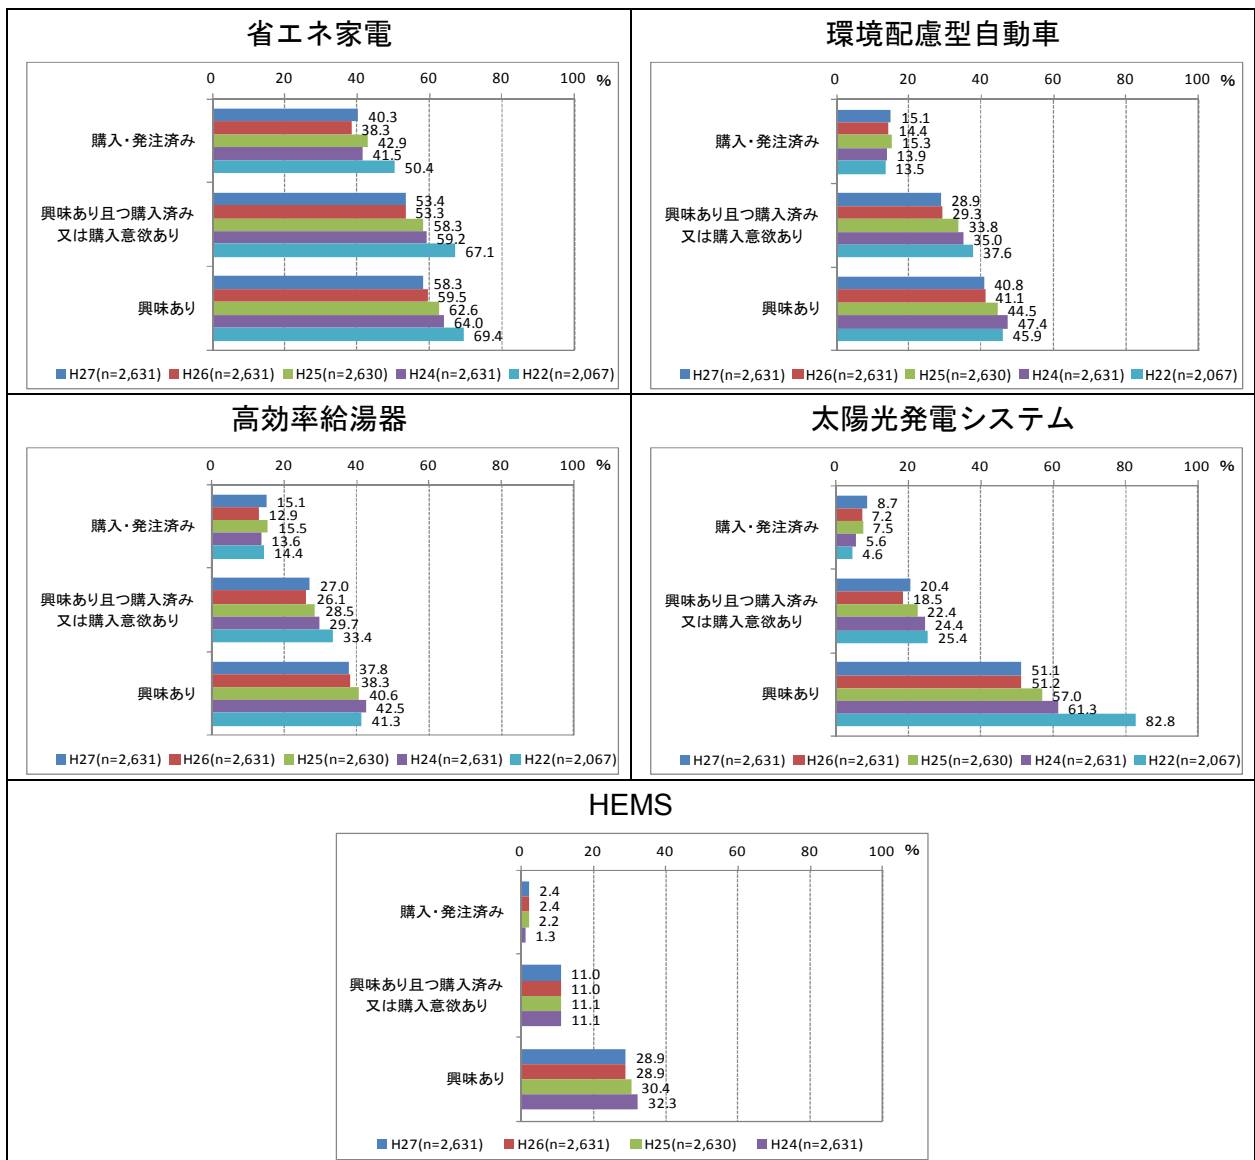 省エネ家電
0 20 40 60 80 100 %
購入・発注済み
40.3
38.3
42.9
41.5
50.4
興味あり且つ購入済み
又は購入意欲あり
53.4
53.3
58.3
59.2
67.1
興味あり
58.3
59.5
62.6
64.0
69.4
H27(n=2,631) H26(n=2,631) H25(n=2,630) H24(n=2,631) H22(n=2,067)
環境配慮型自動車
0 20 40 60 80 100 %
購入・発注済み
15.1
14.4
15.3
13.9
13.5
興味あり且つ購入済み
又は購入意欲あり
28.9
29.3
33.8
35.0
37.6
興味あり
40.8
41.1
44.5
47.4
45.9
H27(n=2,631) H26(n=2,631) H25(n=2,630) H24(n=2,631) H22(n=2,067)
高効率給湯器
0 20 40 60 80 100 %
購入・発注済み
15.1
12.9
15.5
13.6
14.4
興味あり且つ購入済み
又は購入意欲あり
27.0
26.1
28.5
29.7
33.4
興味あり
37.8
38.3
40.6
42.5
41.3
H27(n=2,631) H26(n=2,631) H25(n=2,630) H24(n=2,631) H22(n=2,067)
太陽光発電システム
0 20 40 60 80 100 %
購入・発注済み
8.7
7.2
7.5
5.6
4.6
興味あり且つ購入済み
又は購入意欲あり
20.4
18.5
22.4
24.4
25.4
興味あり
51.1
51.2
57.0
61.3
82.8
H27(n=2,631) H26(n=2,631) H25(n=2,630) H24(n=2,631) H22(n=2,067)
HEMS
0 20 40 60 80 100 %
購入・発注済み
2.4
2.4
2.2
1.3
興味あり且つ購入済み
又は購入意欲あり
11.0
11.0
11.1
11.1
興味あり
28.9
28.9
30.4
32.3
H27(n=2,631) H26(n=2,631) H25(n=2,630) H24(n=2,631)